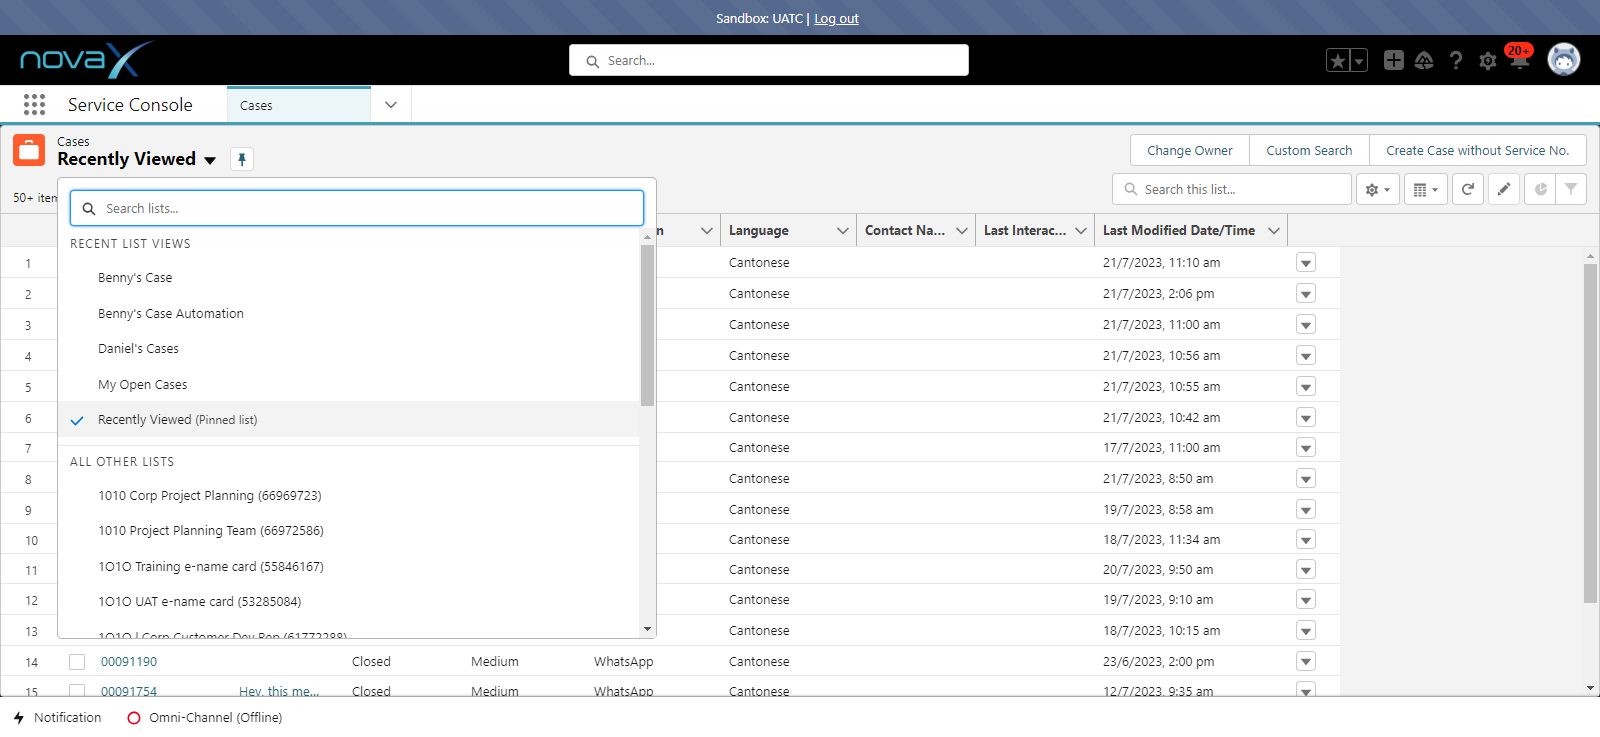 Sandbox: UATC | Log out
novaX
Search...
20+
Service Console
Cases
Cases
Recently Viewed
Change Owner
Custom Search
Create Case without Service No.
50+ item
Search this list...
Search lists...
n
Language
Contact Na...
Last Interac...
Last Modified Date/Time
RECENT LIST VIEWS
Benny's Case
Benny's Case Automation
Daniel's Cases
My Open Cases
Recently Viewed (Pinned list)
ALL OTHER LISTS
1010 Corp Project Planning (66969723)
1010 Project Planning Team (66972586)
1O1O Training e-name card (55846167)
1O1O UAT e-name card (53285084)
1O1O | Corp Customer Dev Rep (61772288)
1 Cantonese 21/7/2023, 11:10 am
2 Cantonese 21/7/2023, 2:06 pm
3 Cantonese 21/7/2023, 11:00 am
4 Cantonese 21/7/2023, 10:56 am
5 Cantonese 21/7/2023, 10:55 am
6 Cantonese 21/7/2023, 10:42 am
7 Cantonese 17/7/2023, 11:00 am
8 Cantonese 21/7/2023, 8:50 am
9 Cantonese 19/7/2023, 8:58 am
10 Cantonese 18/7/2023, 11:34 am
11 Cantonese 20/7/2023, 9:50 am
12 Cantonese 19/7/2023, 9:10 am
13 Cantonese 18/7/2023, 10:15 am
14 00091190 Closed Medium WhatsApp Cantonese 23/6/2023, 2:00 pm
15 00091754 Hey, this me... Closed Medium WhatsApp Cantonese 12/7/2023, 9:35 am
Notification
Omni-Channel (Offline)